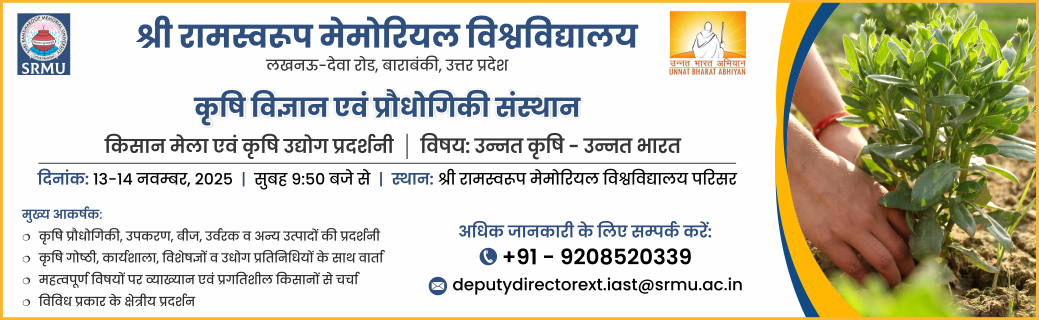 श्री रामस्वरूप मेमोरियल विश्वविद्यालय
लखनऊ-देवा रोड, बाराबंकी, उत्तर प्रदेश
SRMU
उन्नत भारत अभियान
UNNAT BHARAT ABHIYAN
कृषि विज्ञान एवं प्रौधोगिकी संस्थान
किसान मेला एवं कृषि उद्योग प्रदर्शनी | विषय: उन्नत कृषि - उन्नत भारत
दिनांक: 13-14 नवम्बर, 2025 | सुबह 9:50 बजे से | स्थान: श्री रामस्वरूप मेमोरियल विश्वविद्यालय परिसर
मुख्य आकर्षक:
कृषि प्रौधोगिकी, उपकरण, बीज, उर्वरक व अन्य उत्पादों की प्रदर्शनी
कृषि गोष्ठी, कार्यशाला, विशेषज्ञों व उधोग प्रतिनिधियों के साथ वार्ता
महत्वपूर्ण विषयों पर व्याख्यान एवं प्रगतिशील किसानों से चर्चा
विविध प्रकार के क्षेत्रीय प्रदर्शन
अधिक जानकारी के लिए सम्पर्क करें:
+91 - 9208520339
deputydirectorext.iast@srmu.ac.in